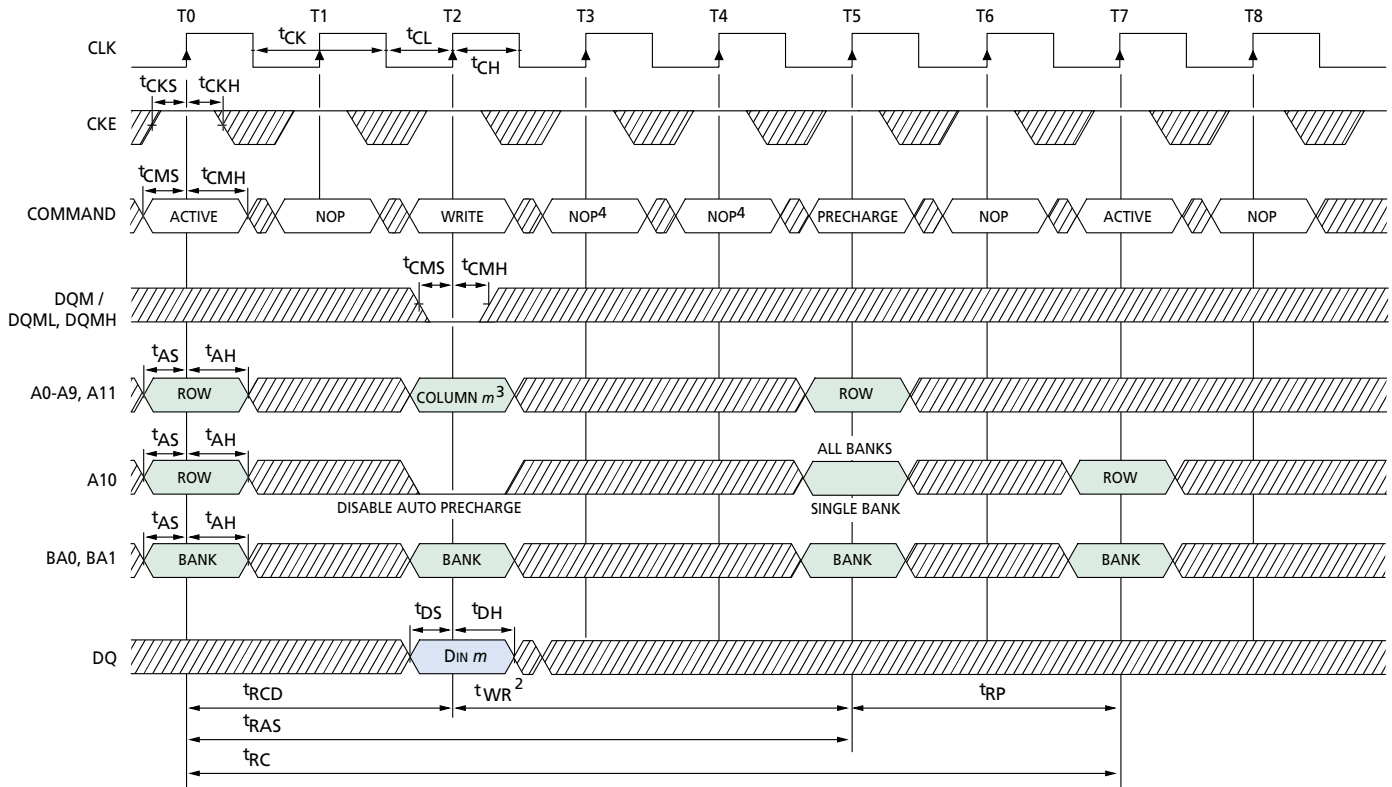 T0 T1 T2 T3 T4 T5 T6 T7 T8
CLK tCK tCL tCH
tCKS tCKH
CKE
tCMS tCMH
COMMAND ACTIVE NOP WRITE NOP4 NOP4 PRECHARGE NOP ACTIVE NOP
tCMS tCMH
DQM /
DQML, DQMH
tAS tAH
A0-A9, A11 ROW COLUMN m3 ROW
tAS tAH ALL BANKS
A10 ROW ROW
DISABLE AUTO PRECHARGE SINGLE BANK
tAS tAH
BA0, BA1 BANK BANK BANK BANK
tDS tDH
DQ DIN m
tRCD tWR2 tRP
tRAS
tRC